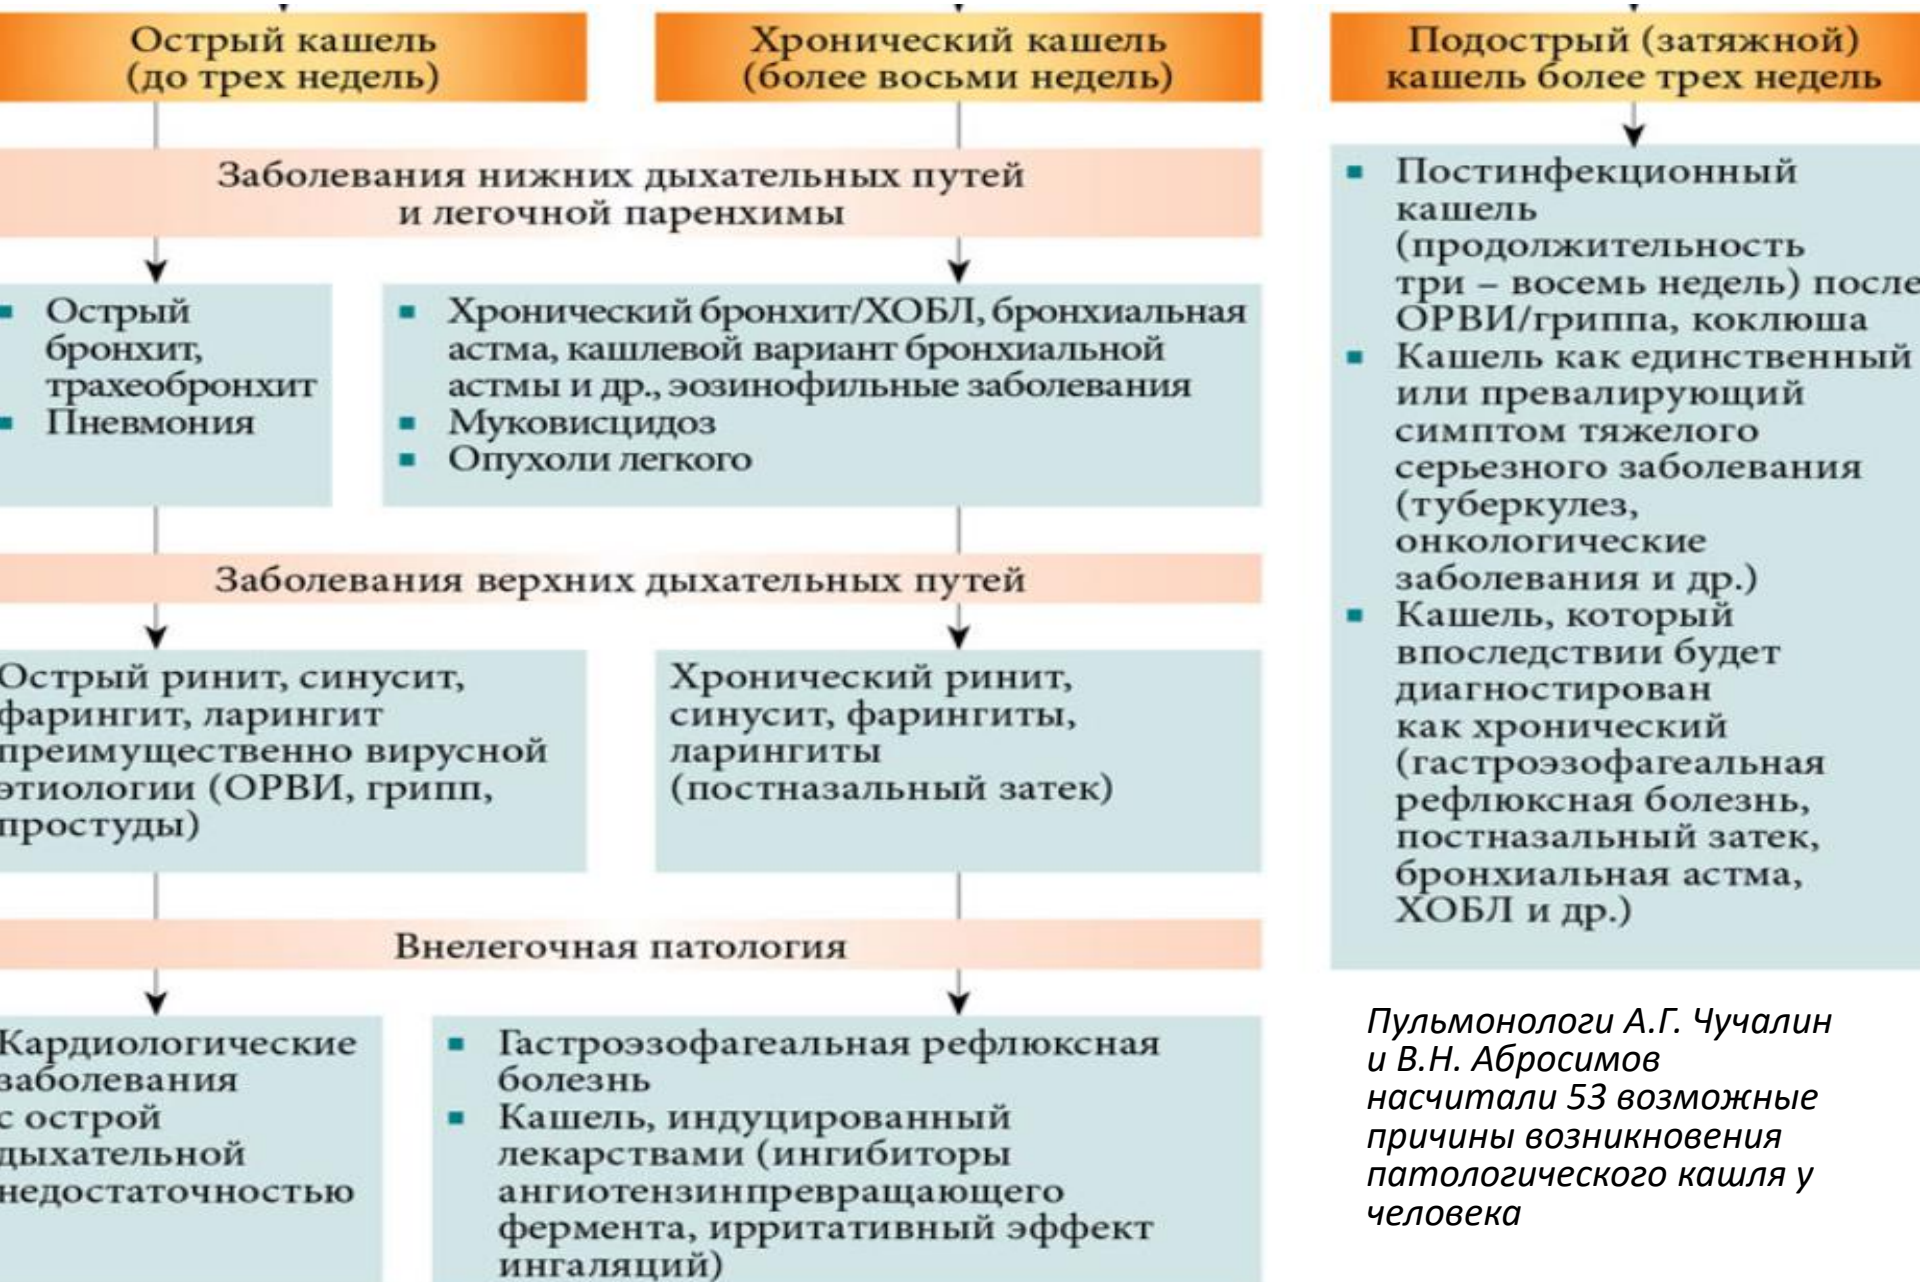 Острый кашель
(до трех недель)
Хронический кашель
(более восьми недель)
Подострый (затяжной)
кашель более трех недель
Заболевания нижних дыхательных путей
и легочной паренхимы
Острый
бронхит,
трахеобронхит
Пневмония
Хронический бронхит/ХОБЛ, бронхиальная
астма, кашлевой вариант бронхиальной
астмы и др., эозинофильные заболевания
Муковисцидоз
Опухоли легкого
Заболевания верхних дыхательных путей
Острый ринит, синусит,
фарингит, ларингит
преимущественно вирусной
этиологии (ОРВИ, грипп,
простуды)
Хронический ринит,
синусит, фарингиты,
ларингиты
(постназальный затек)
Внелегочная патология
Кардиологические
заболевания
с острой
дыхательной
недостаточностью
Гастроэзофагеальная рефлюксная
болезнь
Кашель, индуцированный
лекарствами (ингибиторы
ангиотензинпревращающего
фермента, ирритативный эффект
ингаляций)
Постинфекционный
кашель
(продолжительность
три – восемь недель) после
ОРВИ/гриппа, коклюша
Кашель как единственный
или превалирующий
симптом тяжелого
серьезного заболевания
(туберкулез,
онкологические
заболевания и др.)
Кашель, который
впоследствии будет
диагностирован
как хронический
(гастроэзофагеальная
рефлюксная болезнь,
постназальный затек,
бронхиальная астма,
ХОБЛ и др.)
Пульмонологи А.Г. Чучалин
и В.Н. Абросимов
насчитали 53 возможные
причины возникновения
патологического кашля у
человека